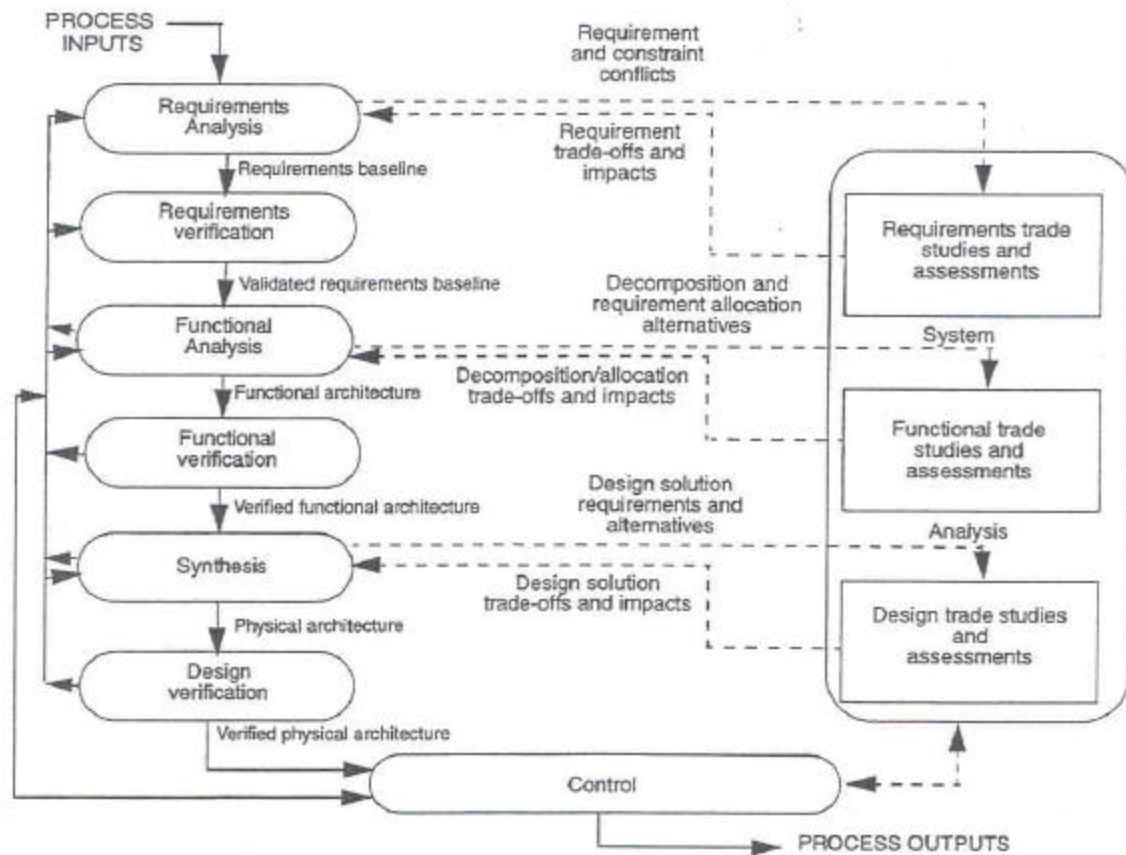 PROCESS
INPUTS
Requirements
Analysis
Requirements baseline
Requirements
verification
Validated requirements baseline
Functional
Analysis
Functional architecture
Functional
verification
Verified functional architecture
Synthesis
Physical architecture
Design
verification
Verified physical architecture
Control
PROCESS OUTPUTS
Requirement
and constraint
conflicts
Requirement
trade-offs and
impacts
Decomposition and
requirement allocation
alternatives
Decomposition/allocation
trade-offs and impacts
Design solution
requirements and
alternatives
Design solution
trade-offs and impacts
Requirements trade
studies and
assessments
System
Functional trade
studies and
assessments
Analysis
Design trade studies
and
assessments